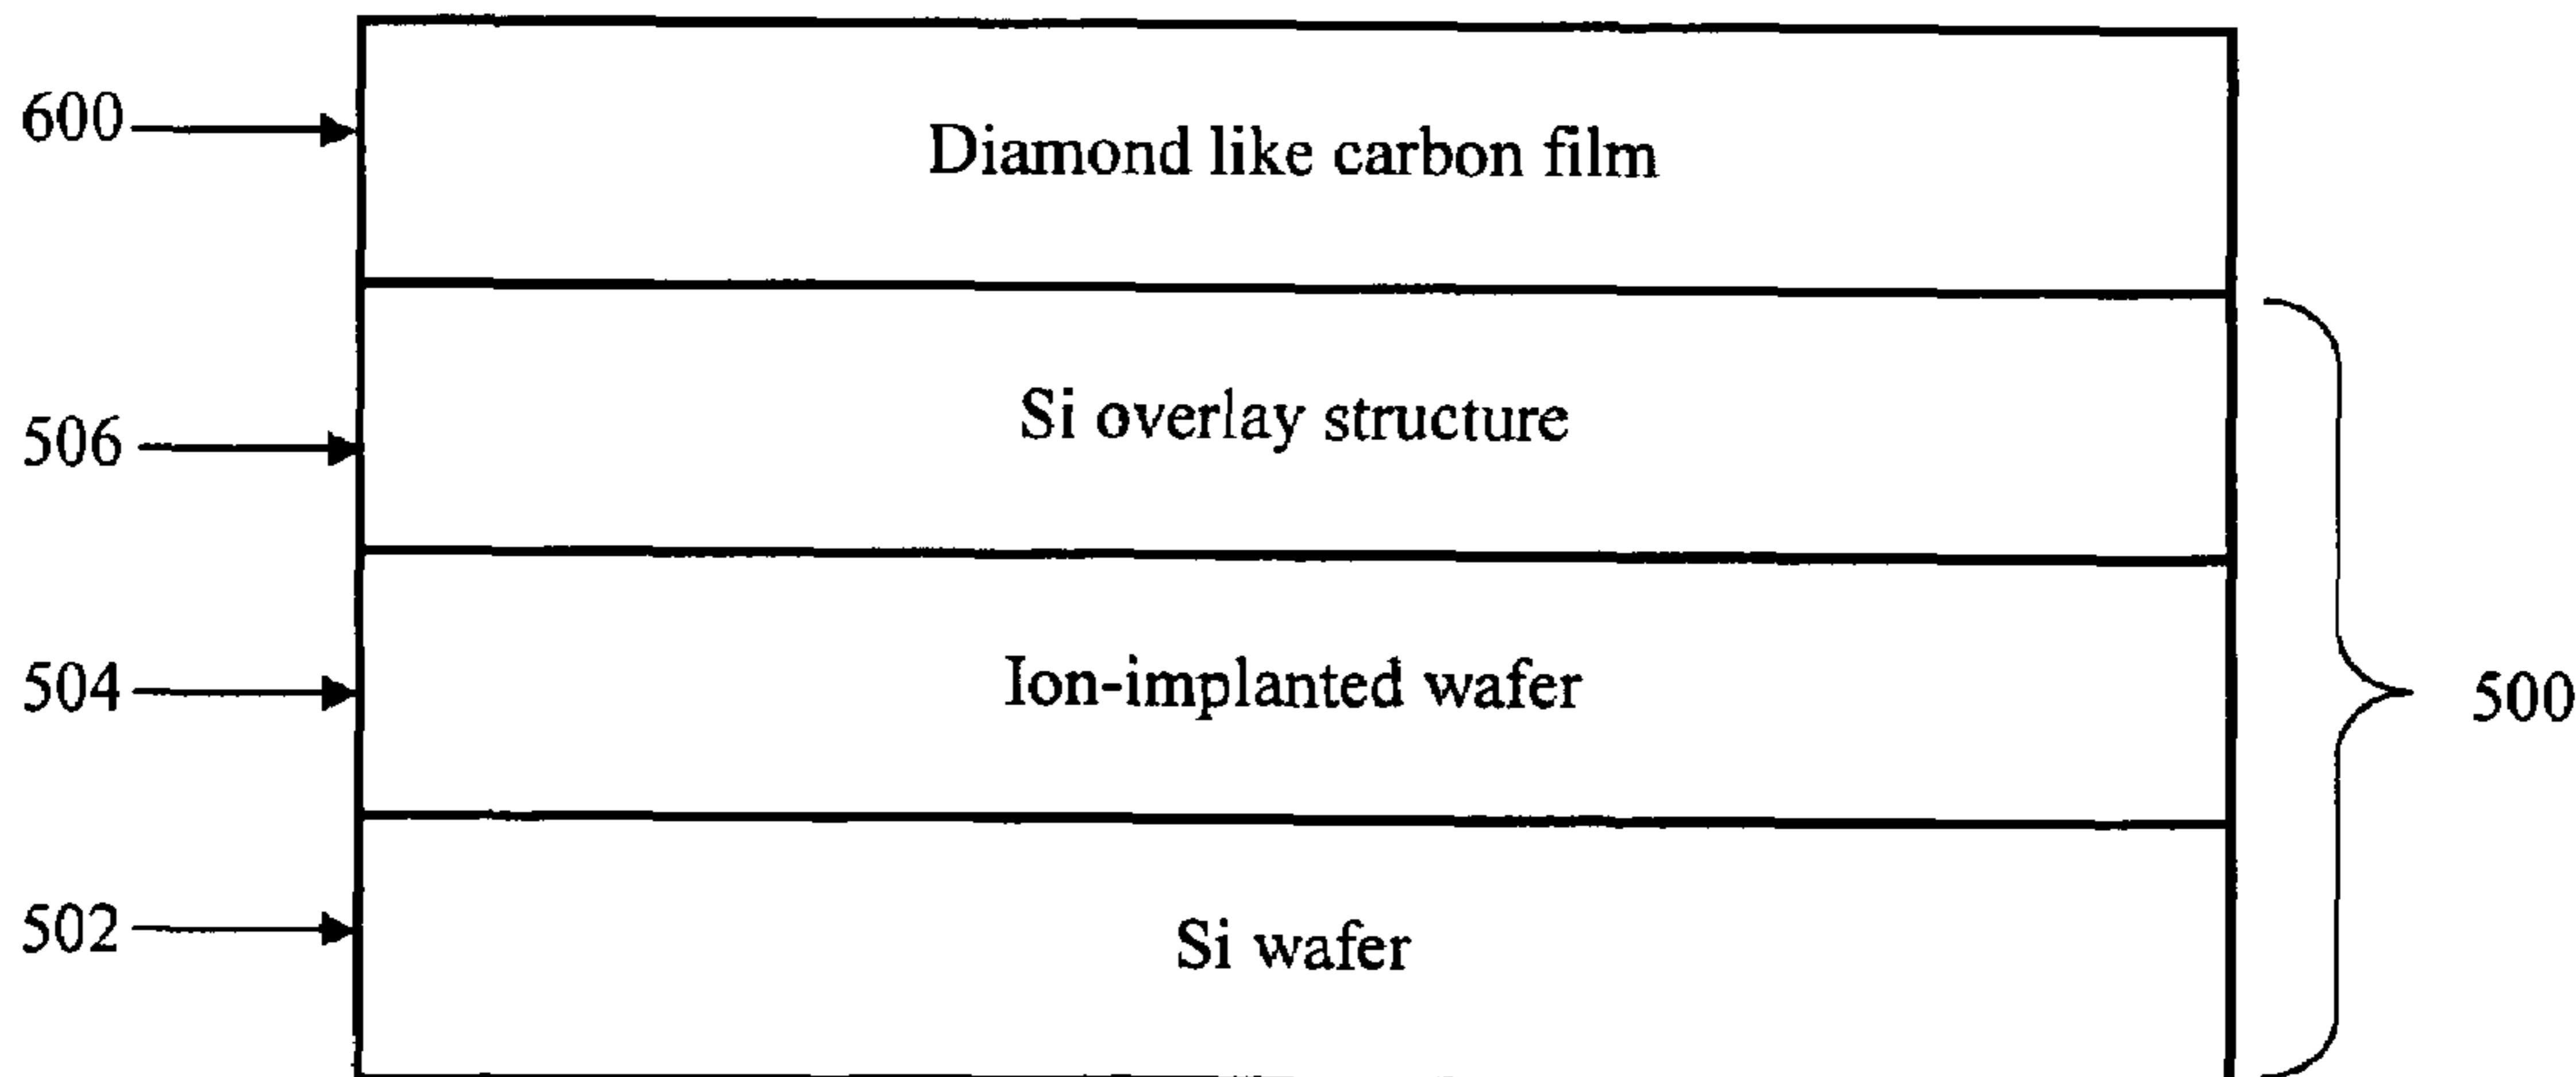 600
Diamond like carbon film
506
Si overlay structure
504
Ion-implanted wafer
500
502
Si wafer